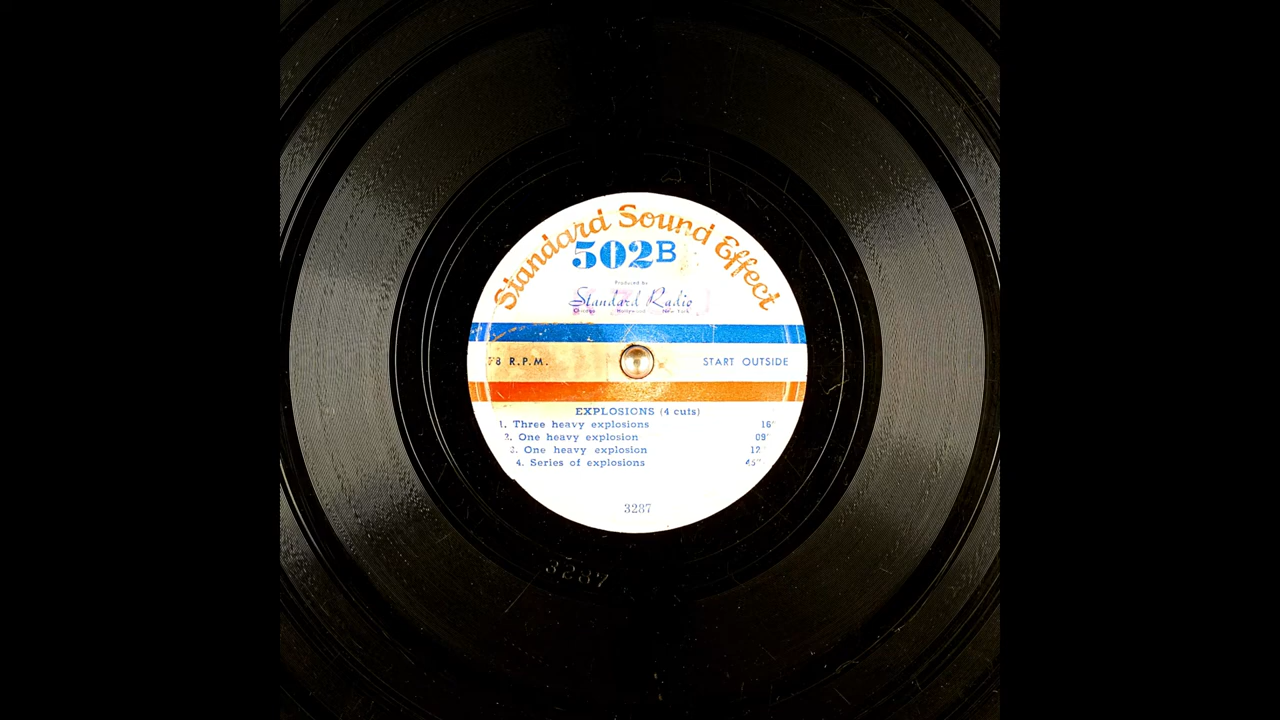 Standard Sound Effect
502B
Produced by
Standard Radio
Chicago Hollywood New York
78 R.P.M. START OUTSIDE
EXPLOSIONS (4 cuts)
1. Three heavy explosions 16"
2. One heavy explosion 09"
3. One heavy explosion 12"
4. Series of explosions 45"
3287
3287